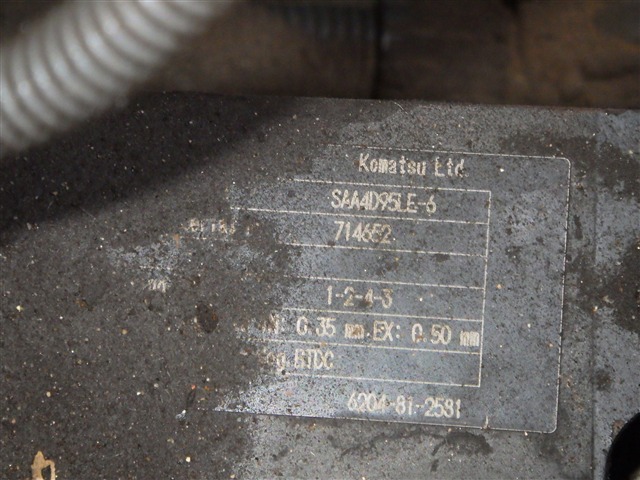 Komatsu Ltd
SAA4D95LE-6
714652
1-2-4-3
0.35 mm EX: 0.50 mm
BTDC
6204-81-2581